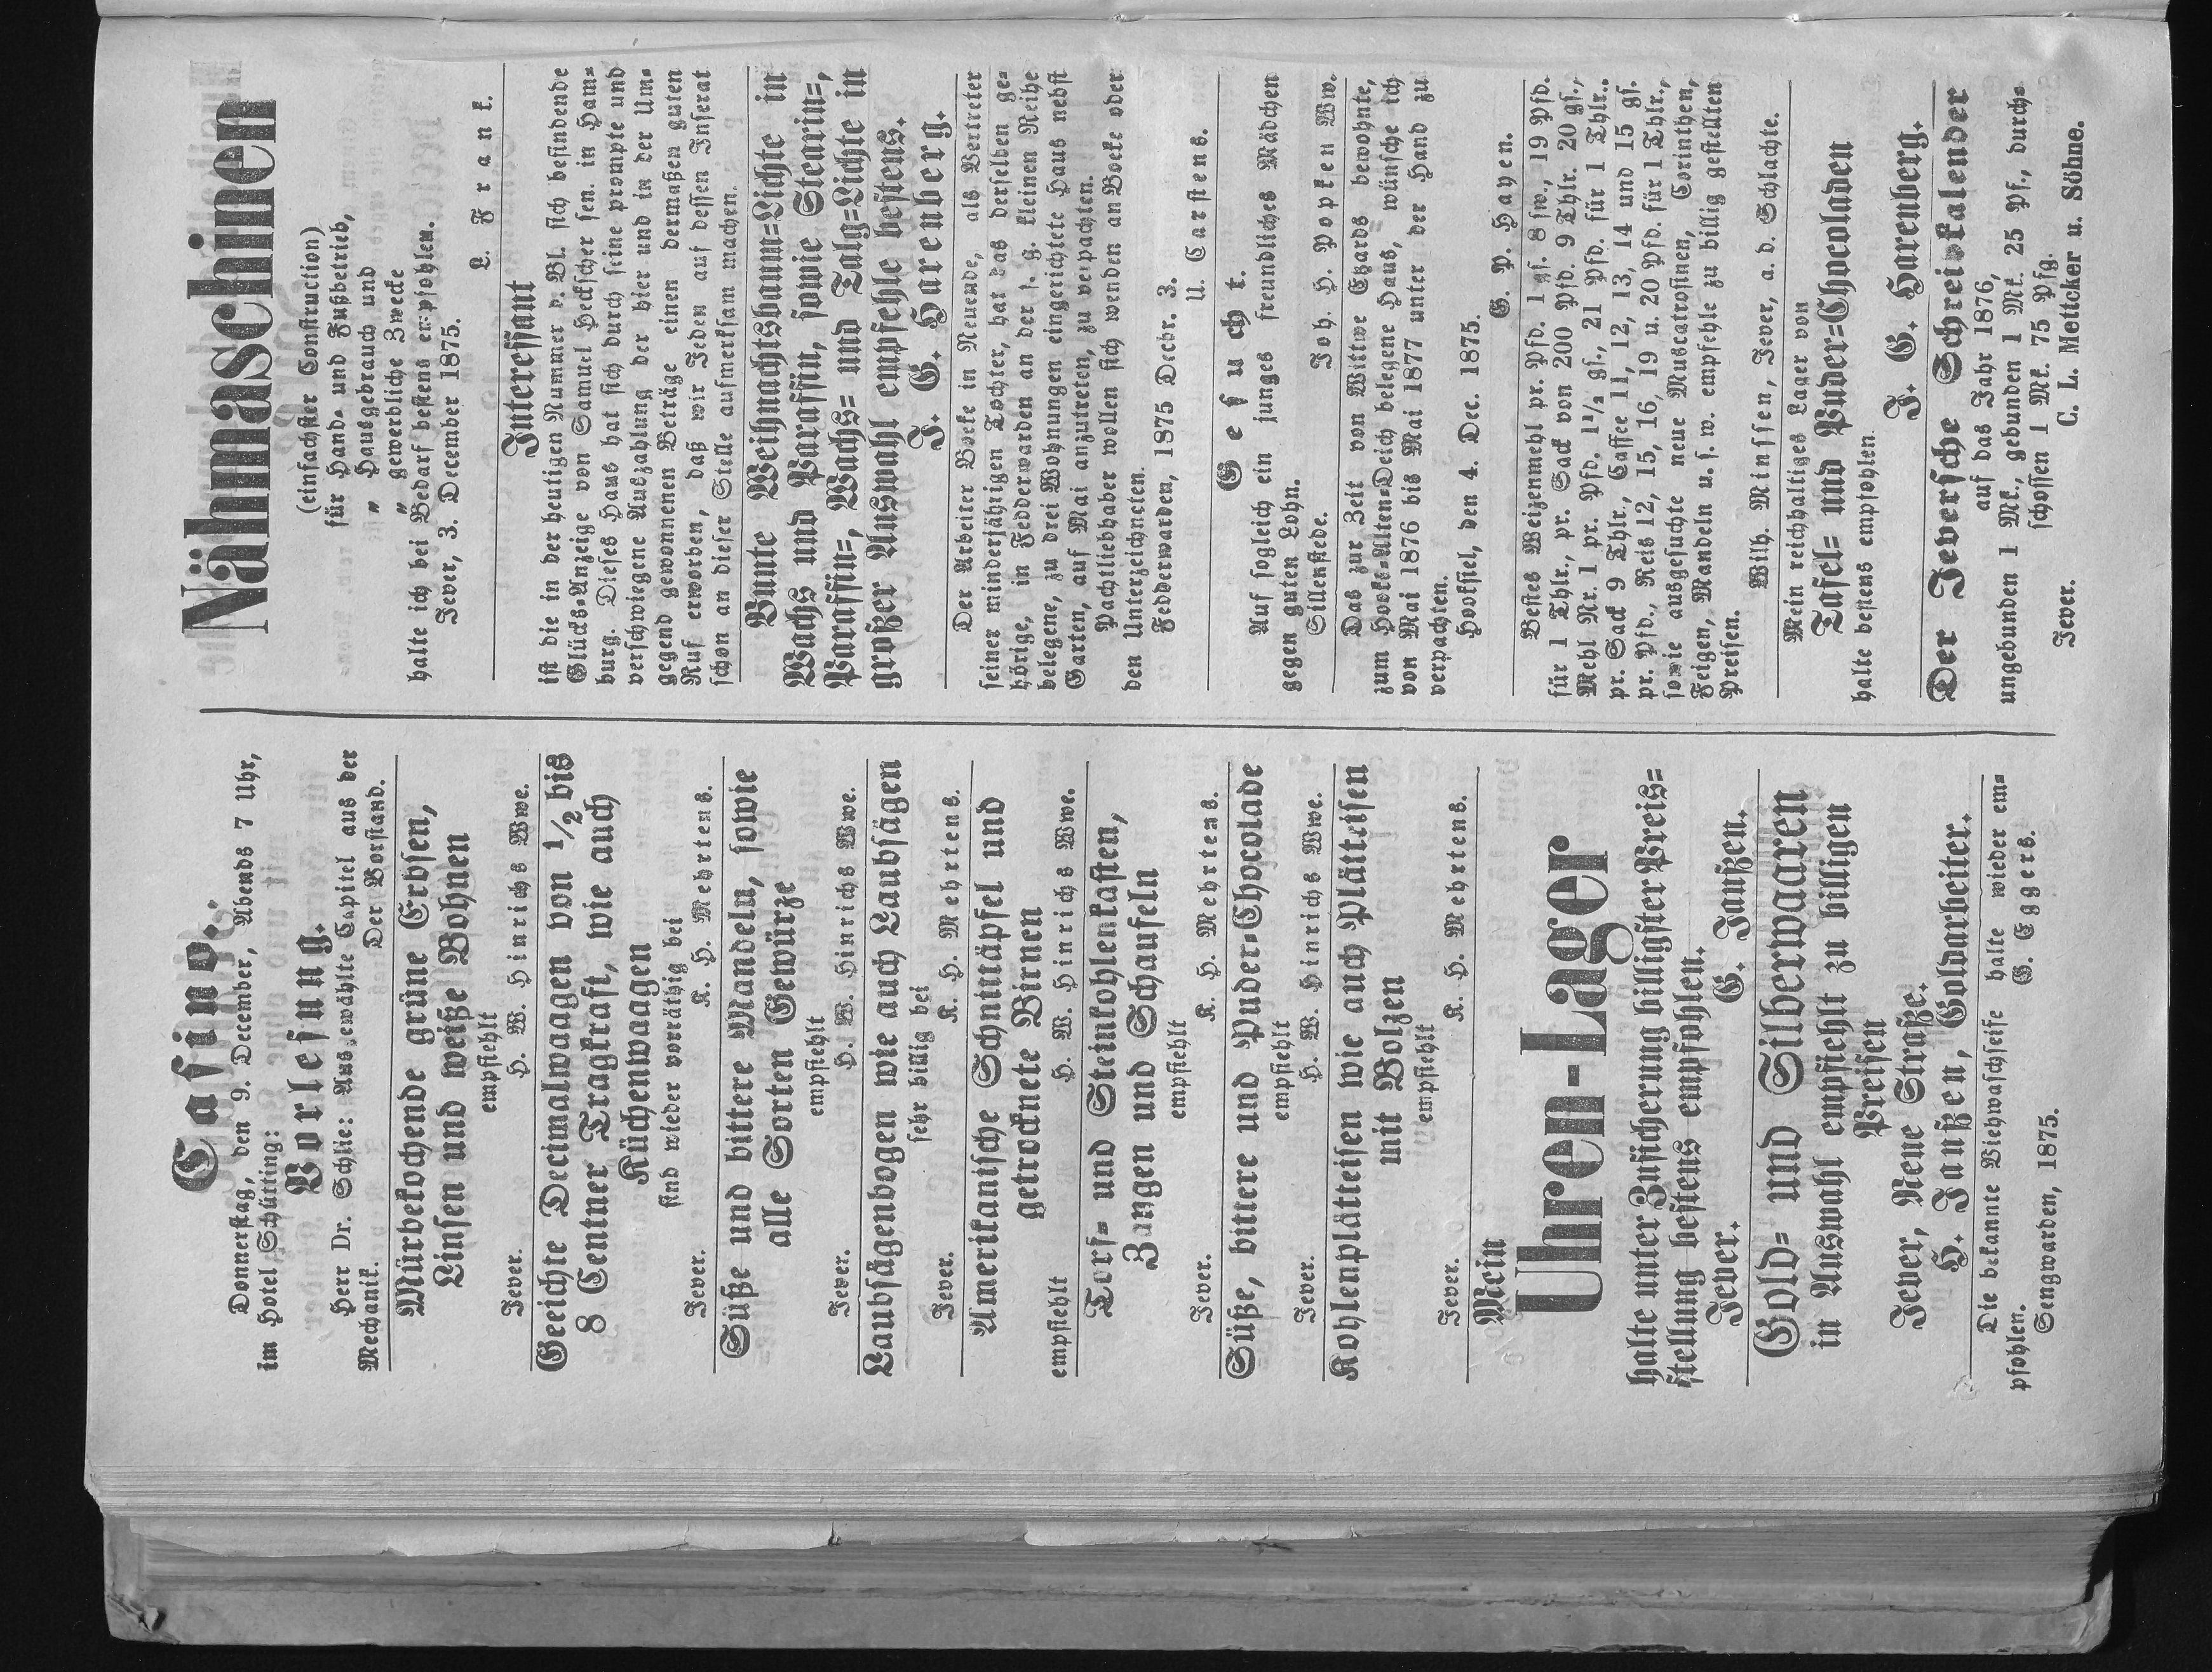 Casino.
Donnerstag, den 9. December, Abends 7 Uhr,
im Hotel Schütting:
Vorlesung.
Herr Dr. Schlie: Ausgewählte Capitel aus der
Mechanik. Der Vorstand.
Mürbekochende grüne Erbsen,
Linsen und weiße Bohnen
empfiehlt
Jever. H. W. Hinrichs Wwe.
Geeichte Decimalwaagen von 1/2 bis
8 Centner Tragkraft, wie auch
Küchenwaagen
sind wieder vorräthig bei
Jever. K. H. Mehrtens.
Süße und bittere Mandeln, sowie
alle Sorten Gewürze
empfiehlt
Jever. H. W. Hinrichs Wwe.
Laubsägenbogen wie auch Laubsägen
sehr billig bei
Jever. K. H. Mehrtens.
Amerikanische Schnittäpfel und
getrocknete Birnen
empfiehlt H. W. Hinrichs Wwe.
Torf= und Steinkohlenkasten,
Zangen und Schaufeln
empfiehlt
Jever. K. H. Mehrtens.
Süße, bittere und Puder=Chocolade
empfiehlt
Jever. H. W. Hinrichs Wwe.
Kohlenplätteisen wie auch Plätteisen
mit Bolzen
empfiehlt
Jever. K. H. Mehrtens.
Mein
Uhren-Lager
halte unter Zusicherung billigster Preis=
stellung bestens empfohlen.
Jever. G. Janßen.
Gold= und Silberwaaren
in Auswahl empfiehlt zu billigen
Preisen
Jever, Neue Straße.
H. Janßen, Goldarbeiter.
Die bekannte Viehwaschseife halte wieder em=
pfohlen. G. Eggers.
Sengwarden, 1875.
Nähmaschinen
(einfachster Construction)
für Hand= und Fußbetrieb,
„ Hausgebrauch und
„ gewerbliche Zwecke
halte ich bei Bedarf bestens empfohlen.
Jever, 3. December 1875.
L. Frank.
Interessant
ist die in der heutigen Nummer d. Bl. sich befindende
Glücks=Anzeige von Samuel Heckscher sen. in Ham=
burg. Dieses Haus hat sich durch seine prompte und
verschwiegene Auszahlung der hier und in der Um=
gegend gewonnenen Beträge einen dermaßen guten
Ruf erworben, daß wir Jeden auf dessen Inserat
schon an dieser Stelle aufmerksam machen.
Bunte Weihnachtsbaum=Lichte in
Wachs und Parafin, sowie Stearin=,
Paraffin=, Wachs= und Talg=Lichte in
großer Auswahl empfehle bestens.
J. G. Harenberg.
Der Arbeiter Boeke in Neuende, als Vertreter
seiner minderjährigen Tochter, hat das derselben ge=
hörige, in Fedderwarden an der s. g. kleinen Reihe
belegene, zu drei Wohnungen eingerichtete Haus nebst
Garten, auf Mai anzutreten, zu verpachten.
Pachtliebhaber wollen sich wenden an Boeke oder
den Unterzeichneten.
Fedderwarden, 1875 Decbr. 3.
U. Carstens.
Gesucht.
Auf sogleich ein junges freundliches Mädchen
gegen guten Lohn.
Sillenstede. Joh. H. Popken Ww.
Das zur Zeit von Wittwe Ehards bewohnte,
zum Hooks=Alten=Deich belegene Haus, wünsche ich
von Mai 1876 bis Mai 1877 unter der Hand zu
verpachten.
Hooksiel, den 4. Dec. 1875.
G. P. Hayen.
Bestes Weizenmehl pr. Pfd. 1 gs. 8 sw., 19 Pfd.
für 1 Thlr., pr. Sack von 200 Pfd. 9 Thlr. 20 gs.,
Mehl Nr. 1 pr. Pfd. 1 1/2 gs., 21 Pfd. für 1 Thlr.,
pr. Sack 9 Thlr., Caffee 11, 12, 13, 14 und 15 gs.
pr. Pfd., Reis 12, 15, 16, 19 u. 20 Pfd. für 1 Thlr.,
sowie ausgesuchte neue Muscatrosinen, Corinthen,
Feigen, Mandeln u. s. w. empfehle zu billig gestellten
Preisen.
Wilh. Minssen, Jever, a. d. Schlachte.
Mein reichhaltiges Lager von
Tafel= und Puder=Chocoladen
halte bestens empfohlen.
J. G. Harenberg.
Der Jeversche Schreibkalender
auf das Jahr 1876,
ungebunden 1 Mk., gebunden 1 Mk. 25 Pf., durch=
schossen 1 Mk. 75 Pfg.
Jever. C. L. Mettcker u. Söhne.